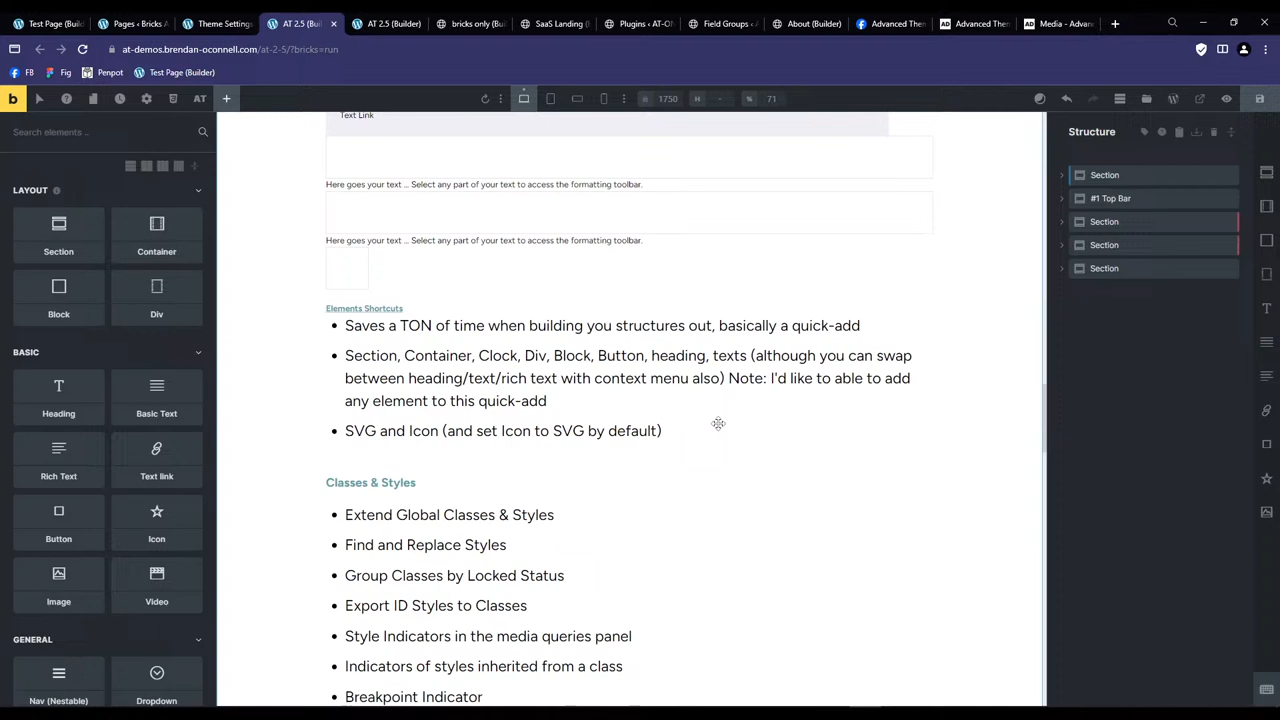 AT 2.5 (Buil
Test Page (Build
Pages ‹ Bricks A
Theme Settings
AT 2.5 (Buil
AT 2.5 (Builder)
bricks only (Bu
SaaS Landing (
Plugins ‹ AT-ON
Field Groups ‹ A
About (Builder)
Advanced Then
Advanced Then
Media - Advanc
at-demos.brendan-oconnell.com/at-2-5/?bricks=run
FB
Fig
Penpot
Test Page (Builder)
b
AT
1750
H
-
%
71
Search elements ...
LAYOUT
Section
Container
Block
Div
BASIC
Heading
Basic Text
Rich Text
Text link
Button
Icon
Image
Video
GENERAL
Nav (Nestable)
Dropdown
Text Link
Here goes your text ... Select any part of your text to access the formatting toolbar.
Here goes your text ... Select any part of your text to access the formatting toolbar.
Elements Shortcuts
Saves a TON of time when building you structures out, basically a quick-add
Section, Container, Clock, Div, Block, Button, heading, texts (although you can swap
between heading/text/rich text with context menu also) Note: I'd like to able to add
any element to this quick-add
SVG and Icon (and set Icon to SVG by default)
Classes & Styles
Extend Global Classes & Styles
Find and Replace Styles
Group Classes by Locked Status
Export ID Styles to Classes
Style Indicators in the media queries panel
Indicators of styles inherited from a class
Breakpoint Indicator
Structure
Section
#1 Top Bar
Section
Section
Section